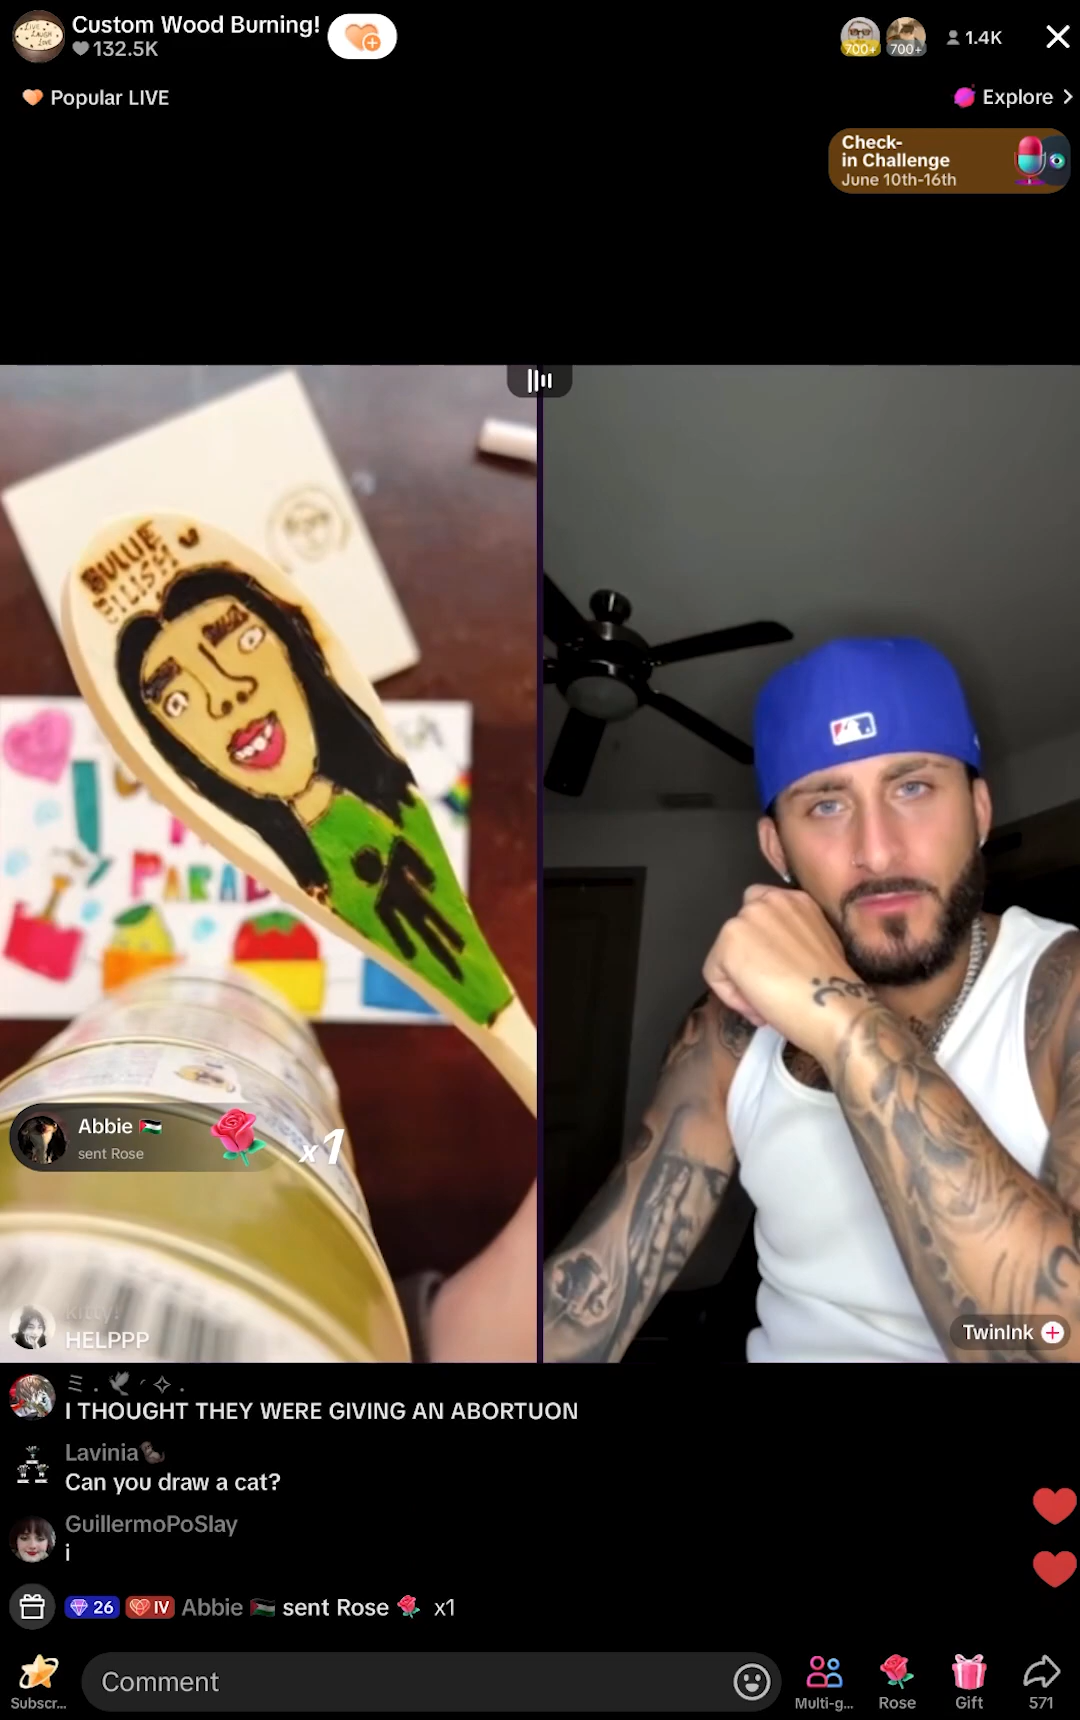 Custom Wood Burning!
132.5K
700+
700+
1.4K
Popular LIVE
Explore
Check-
in Challenge
June 10th-16th
BULLIE
EILISH
PARAD
Abbie
sent Rose
x1
Kitty!
HELPPP
TwinInk
I THOUGHT THEY WERE GIVING AN ABORTUON
Lavinia
Can you draw a cat?
GuillermoPoSlay
i
26
IV
Abbie sent Rose x1
Subscr...
Comment
Multi-g...
Rose
Gift
571